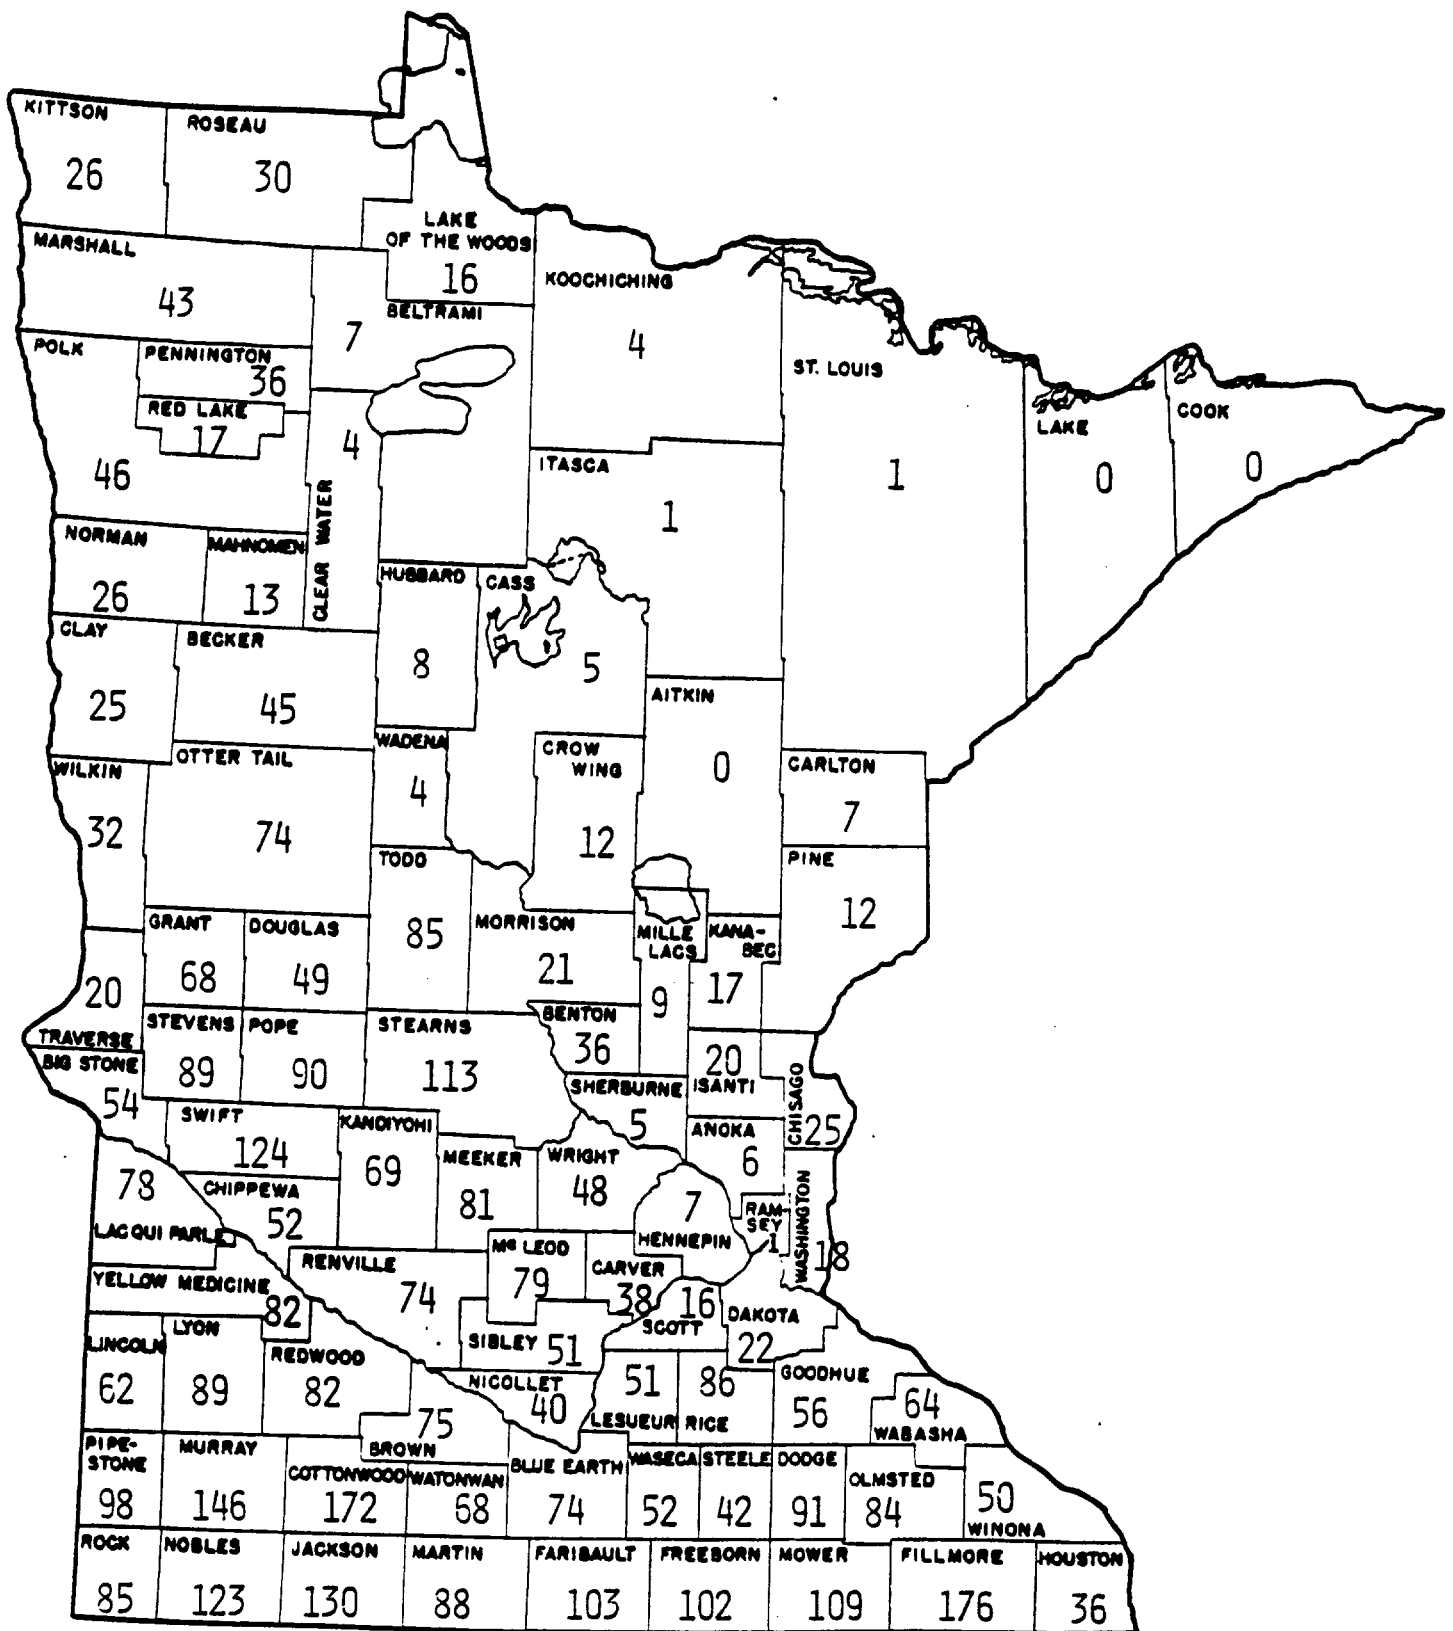 KITTSON
26
ROSEAU
30
LAKE
OF THE WOODS
16
MARSHALL
43
BELTRAMI
7
KOOCHICHING
4
ST. LOUIS
1
LAKE
0
COOK
0
POLK
46
PENNINGTON
36
RED LAKE
17
CLEAR WATER
4
ITASCA
1
NORMAN
26
MAHNOMEN
13
HUBBARD
8
CASS
5
CLAY
25
BECKER
45
AITKIN
0
WILKIN
32
OTTER TAIL
74
WADENA
4
CROW
WING
12
CARLTON
7
PINE
12
TODD
85
GRANT
68
DOUGLAS
49
MORRISON
21
MILLE
LACS
9
KANA-
BEC
17
20
TRAVERSE
STEVENS
89
POPE
90
STEARNS
113
BENTON
36
20
ISANTI
CHISAGO
25
BIG STONE
54
SHERBURNE
5
SWIFT
124
KANDIYOHI
69
MEEKER
81
WRIGHT
48
ANOKA
6
78
LAC QUI PARLE
CHIPPEWA
52
7
HENNEPIN
RAM-
SEY
1
WASHINGTON
18
RENVILLE
74
Mc LEOD
79
CARVER
38
16
SCOTT
DAKOTA
22
YELLOW MEDICINE
82
LINCOLN
62
LYON
89
REDWOOD
82
SIBLEY 51
NICOLLET
40
75
BROWN
51
LESUEUR
86
RICE
GOODHUE
56
64
WABASHA
PIPE-
STONE
98
MURRAY
146
COTTONWOOD
172
WATONWAN
68
BLUE EARTH
74
WASECA
52
STEELE
42
DODGE
91
OLMSTED
84
50
WINONA
ROCK
85
NOBLES
123
JACKSON
130
MARTIN
88
FARIBAULT
103
FREEBORN
102
MOWER
109
FILLMORE
176
HOUSTON
36